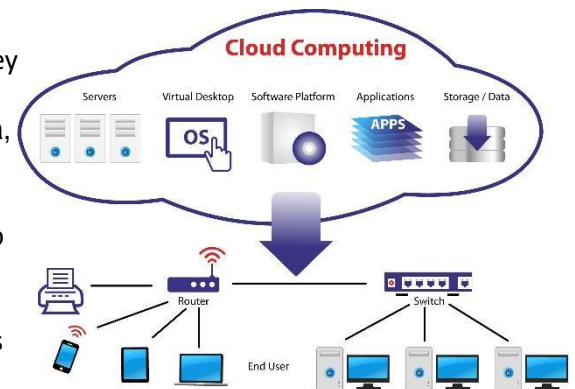 Cloud Computing
Servers Virtual Desktop Software Platform Applications Storage / Data
OS APPS
Router Switch
End User